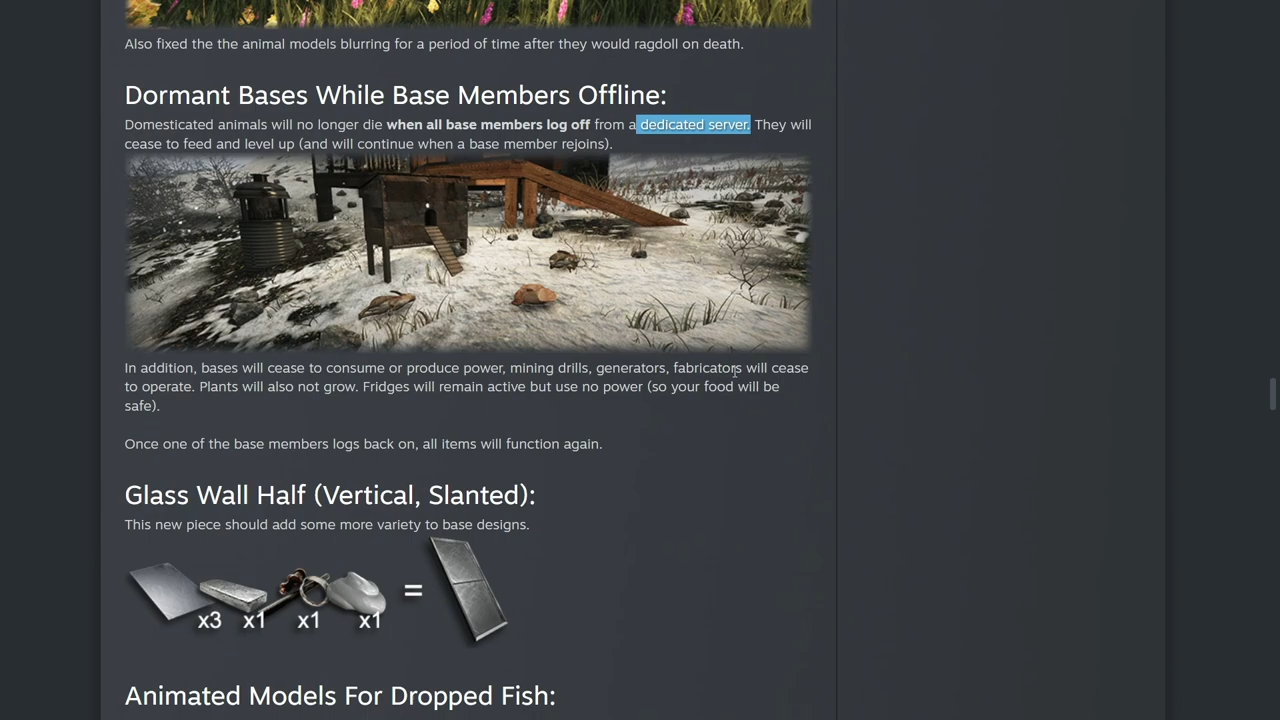 Also fixed the the animal models blurring for a period of time after they would ragdoll on death.
Dormant Bases While Base Members Offline:
Domesticated animals will no longer die when all base members log off from a dedicated server. They will
cease to feed and level up (and will continue when a base member rejoins).
In addition, bases will cease to consume or produce power, mining drills, generators, fabricators will cease
to operate. Plants will also not grow. Fridges will remain active but use no power (so your food will be
safe).
Once one of the base members logs back on, all items will function again.
Glass Wall Half (Vertical, Slanted):
This new piece should add some more variety to base designs.
x3 x1 x1 x1 =
Animated Models For Dropped Fish: